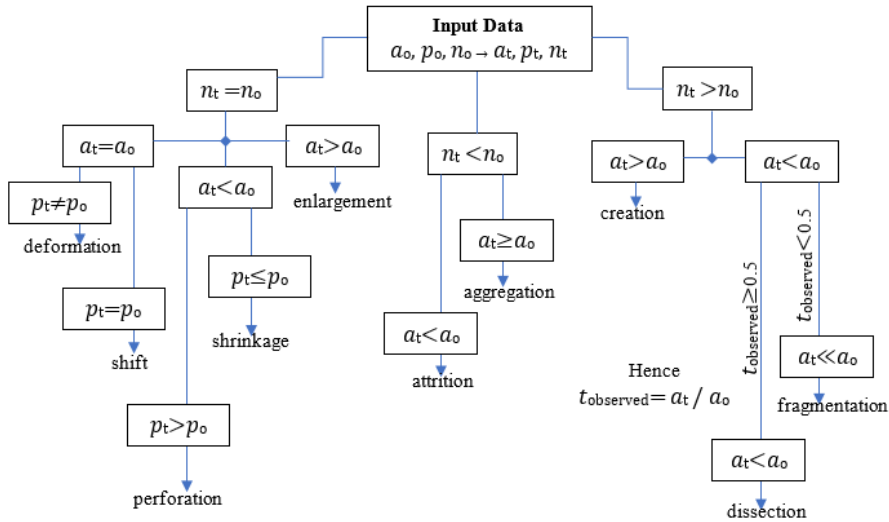 Input Data
aₒ, pₒ, nₒ → aₜ, pₜ, nₜ
nₜ =nₒ
nₜ >nₒ
aₜ=aₒ
aₜ>aₒ
nₜ <nₒ
aₜ>aₒ
aₜ<aₒ
pₜ≠pₒ
deformation
aₜ<aₒ
enlargement
creation
aₜ≥aₒ
aggregation
pₜ≤pₒ
shrinkage
pₜ=pₒ
shift
aₜ<aₒ
attrition
tobserved≥0.5
tobserved<0.5
Hence
tobserved= aₜ / aₒ
aₜ≪aₒ
fragmentation
pₜ>pₒ
perforation
aₜ<aₒ
dissection